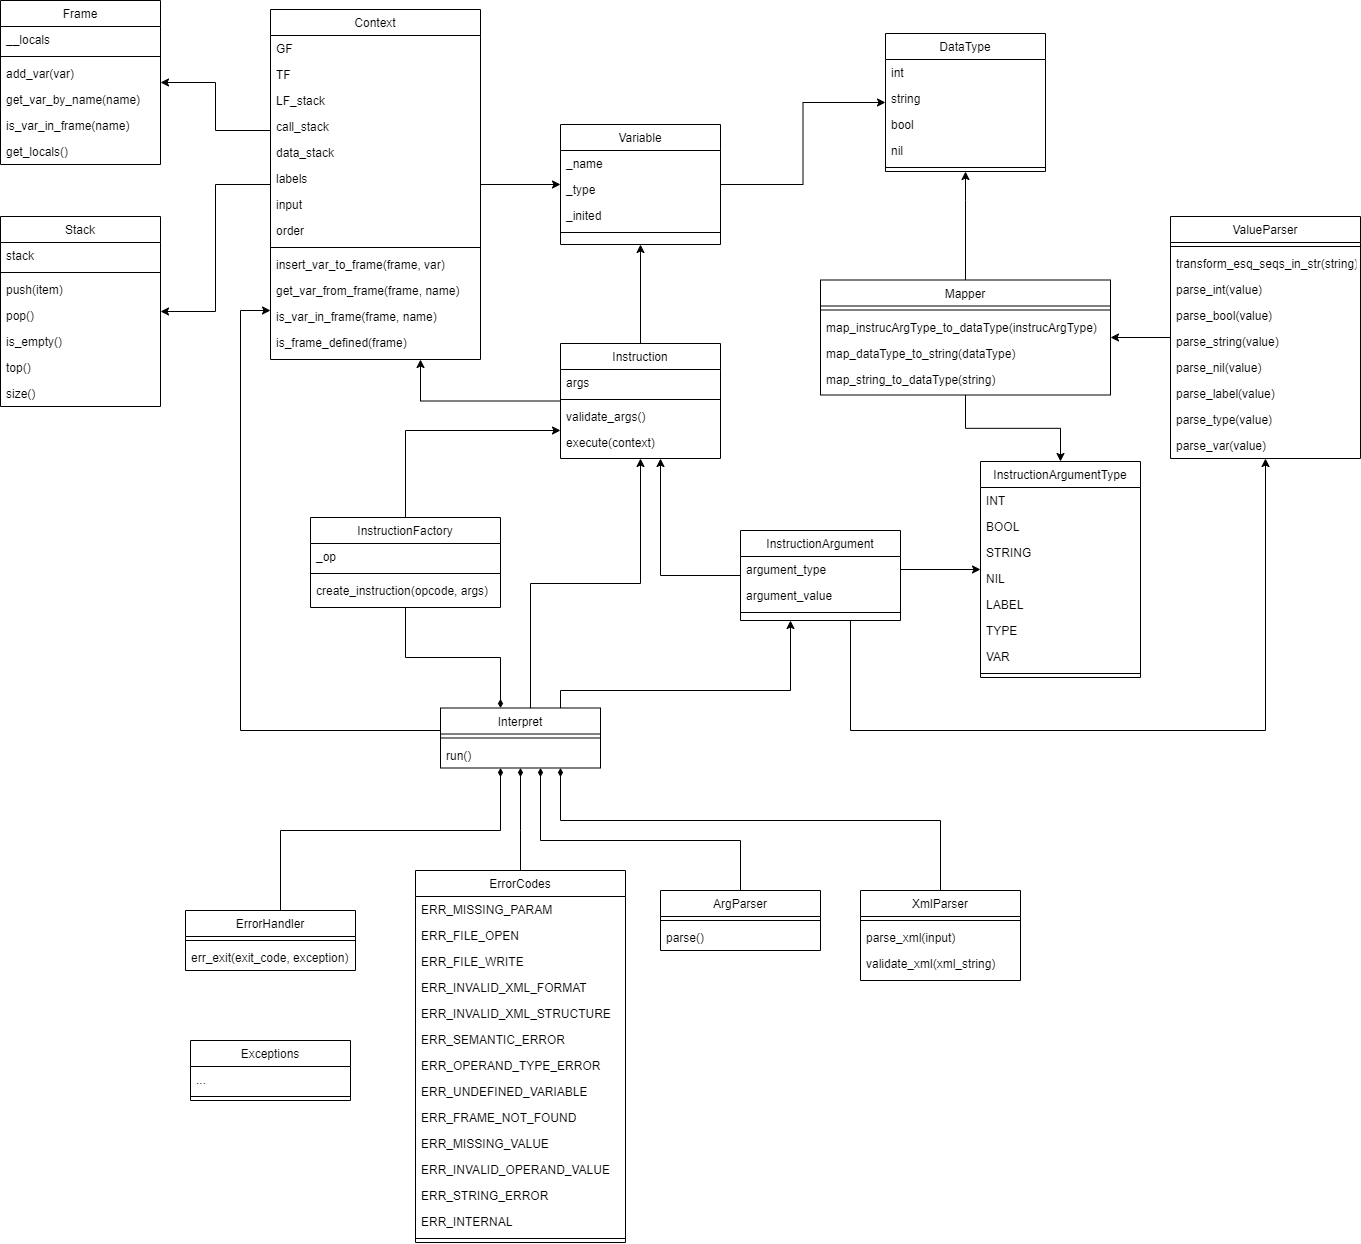 Frame
__locals
add_var(var)
get_var_by_name(name)
is_var_in_frame(name)
get_locals()
Context
GF
TF
LF_stack
call_stack
data_stack
labels
input
order
insert_var_to_frame(frame, var)
get_var_from_frame(frame, name)
is_var_in_frame(frame, name)
is_frame_defined(frame)
DataType
int
string
bool
nil
Variable
_name
_type
_inited
Stack
stack
push(item)
pop()
is_empty()
top()
size()
ValueParser
transform_esq_seqs_in_str(string)
parse_int(value)
parse_bool(value)
parse_string(value)
parse_nil(value)
parse_label(value)
parse_type(value)
parse_var(value)
Mapper
map_instrucArgType_to_dataType(instrucArgType)
map_dataType_to_string(dataType)
map_string_to_dataType(string)
Instruction
args
validate_args()
execute(context)
InstructionArgumentType
INT
BOOL
STRING
NIL
LABEL
TYPE
VAR
InstructionFactory
_op
create_instruction(opcode, args)
InstructionArgument
argument_type
argument_value
Interpret
run()
ErrorHandler
err_exit(exit_code, exception)
ErrorCodes
ERR_MISSING_PARAM
ERR_FILE_OPEN
ERR_FILE_WRITE
ERR_INVALID_XML_FORMAT
ERR_INVALID_XML_STRUCTURE
ERR_SEMANTIC_ERROR
ERR_OPERAND_TYPE_ERROR
ERR_UNDEFINED_VARIABLE
ERR_FRAME_NOT_FOUND
ERR_MISSING_VALUE
ERR_INVALID_OPERAND_VALUE
ERR_STRING_ERROR
ERR_INTERNAL
ArgParser
parse()
XmlParser
parse_xml(input)
validate_xml(xml_string)
Exceptions
...